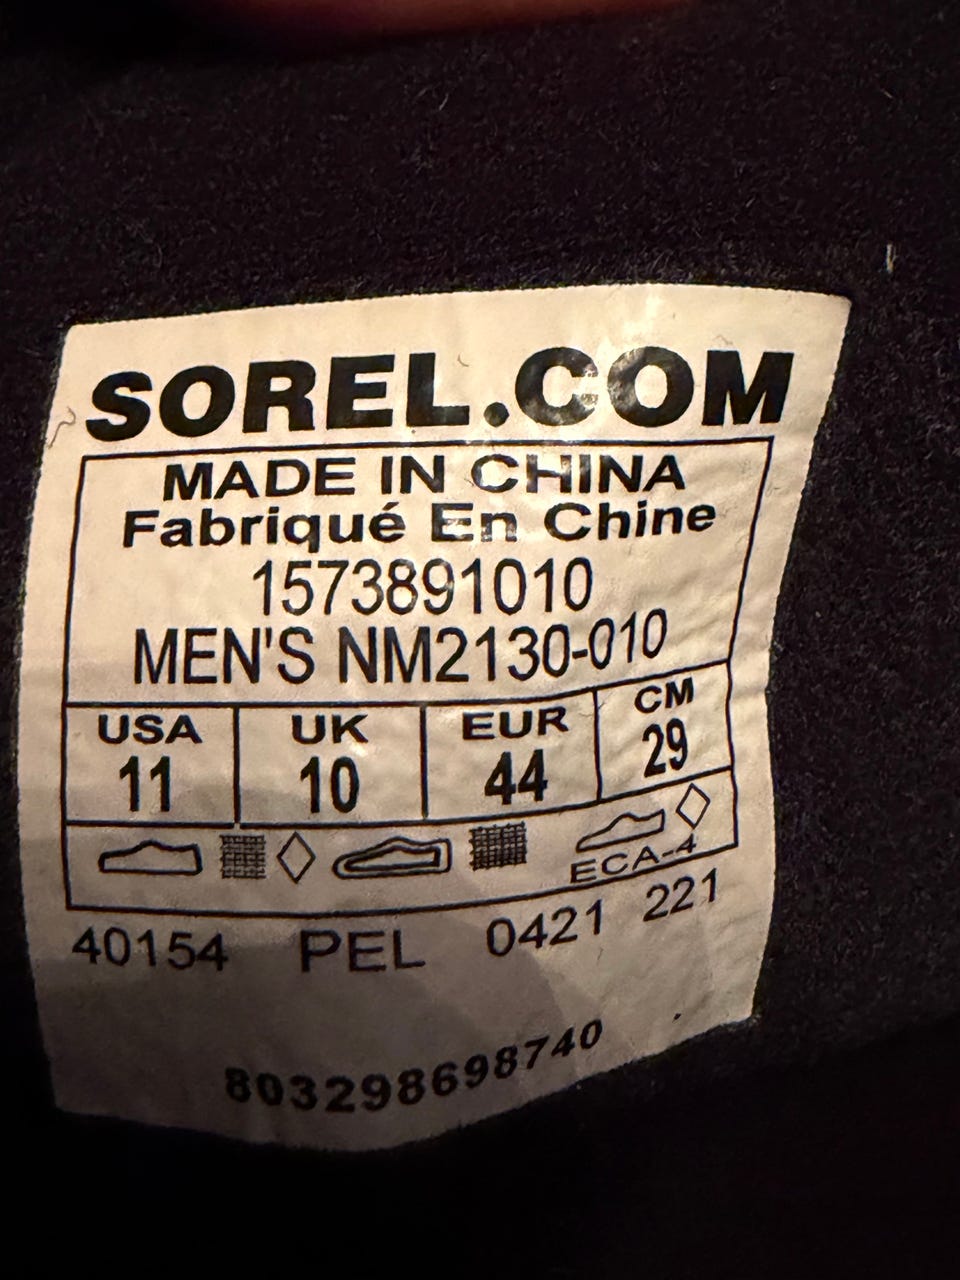 SOREL.COM
MADE IN CHINA
Fabriqué En Chine
1573891010
MEN'S NM2130-010
USA UK EUR CM
11 10 44 29
ECA-4
40154 PEL 0421 221
803298698740